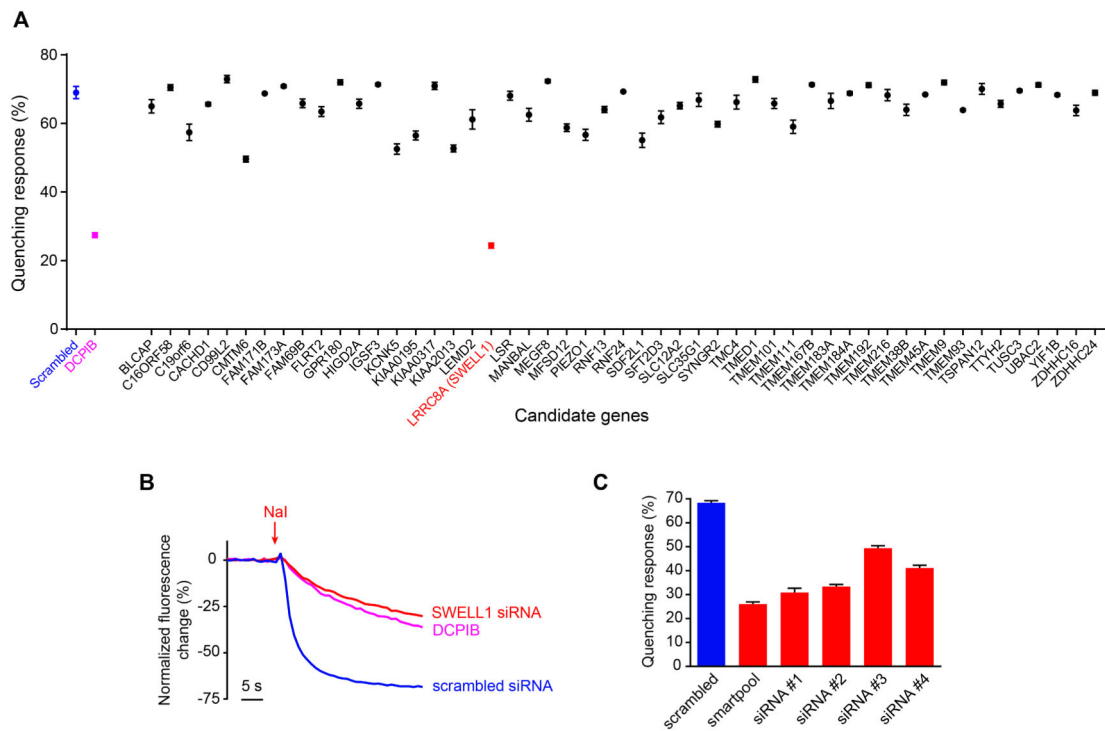 A
Quenching response (%)
80
60
40
20
0
Scrambled
DCPIB
BLCAP
C16ORF58
C19orf6
CACHD1
CD99L2
CMTM6
FAM171B
FAM173A
FAM69B
FLRT2
GPR180
HIGD2A
IGSF3
KCNK5
KIAA0195
KIAA0317
KIAA2013
LEMD2
LRRC8A (SWELL1)
LSR
MANBAL
MEGF8
MFSD12
PIEZO1
RNF13
RNF24
SDF2L1
SFT2D3
SLC12A2
SLC35G1
SYNGR2
TMC4
TMED1
TMEM101
TMEM111
TMEM167B
TMEM183A
TMEM184A
TMEM192
TMEM216
TMEM38B
TMEM45A
TMEM9
TMEM93
TSPAN12
TTYH2
TUSC3
UBAC2
YIF1B
ZDHHC16
ZDHHC24
Candidate genes
B
NaI
Normalized fluorescence
change (%)
0
-25
-50
-75
5 s
SWELL1 siRNA
DCPIB
scrambled siRNA
C
Quenching response (%)
70
60
50
40
30
20
10
0
scrambled
smartpool
siRNA #1
siRNA #2
siRNA #3
siRNA #4